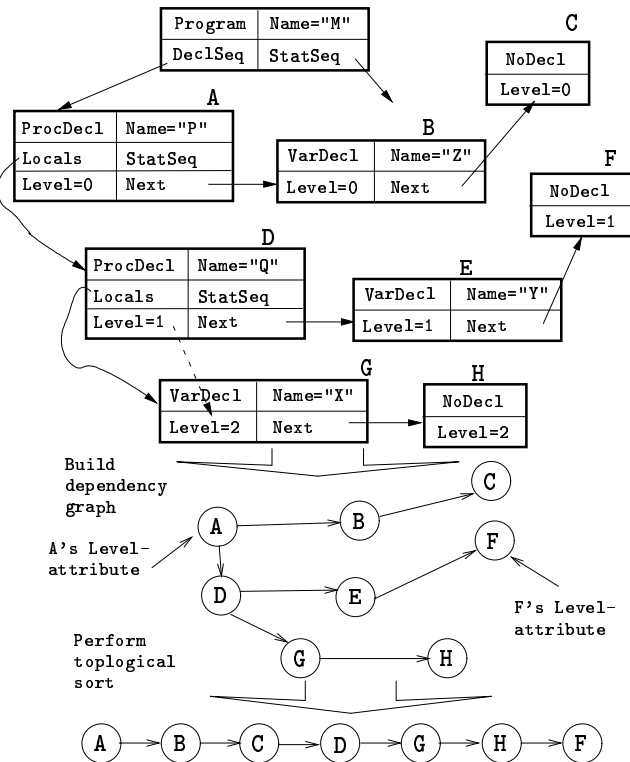 Program Name="M"
DeclSeq StatSeq
C
NoDecl
Level=0
A
ProcDecl Name="P"
Locals StatSeq
Level=0 Next
B
VarDecl Name="Z"
Level=0 Next
F
NoDecl
Level=1
D
ProcDecl Name="Q"
Locals StatSeq
Level=1 Next
E
VarDecl Name="Y"
Level=1 Next
G
VarDecl Name="X"
Level=2 Next
H
NoDecl
Level=2
Build
dependency
graph
A B C
A's Level-
attribute
D E F
F's Level-
attribute
G H
Perform
toplogical
sort
A B C D G H F